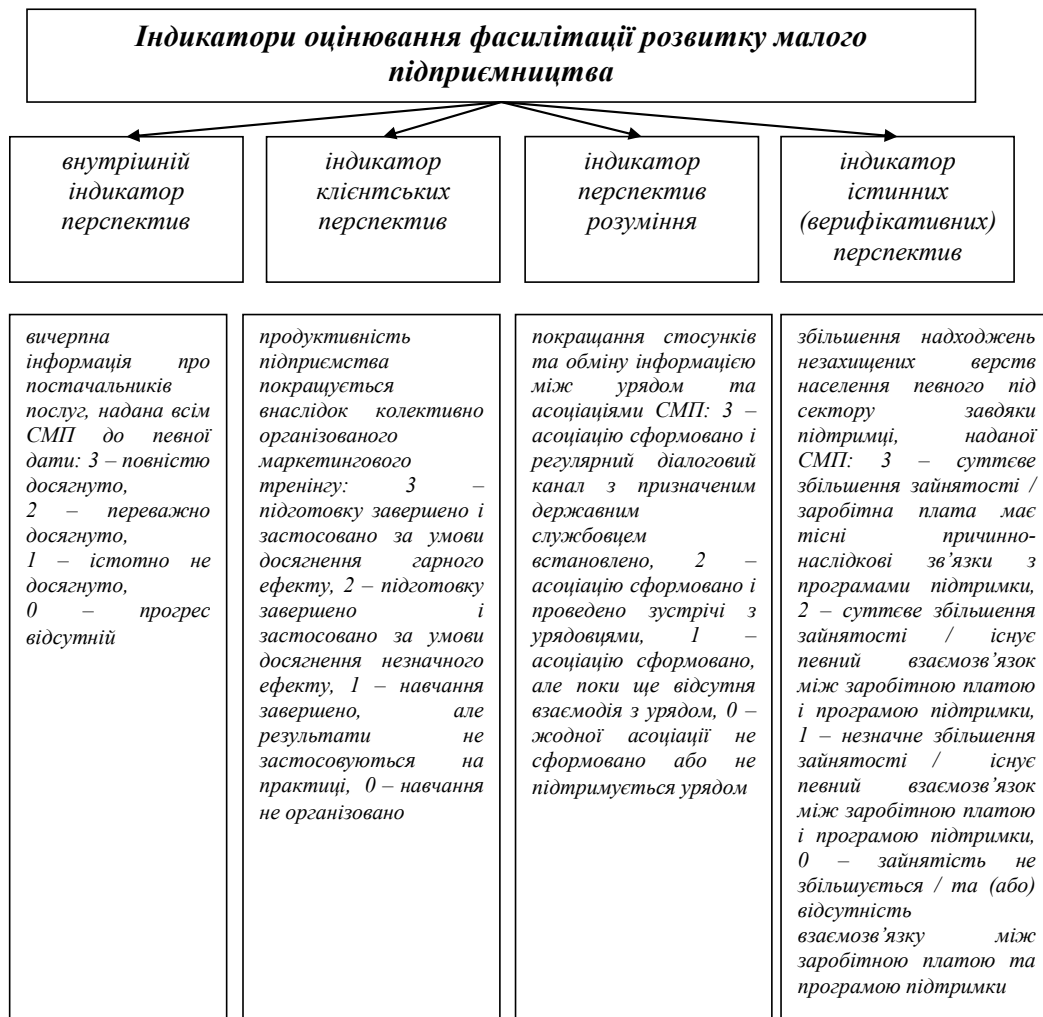 Індикатори оцінювання фасилітації розвитку малого
підприємництва
внутрішній
індикатор
перспектив
індикатор
клієнтських
перспектив
індикатор
перспектив
розуміння
індикатор
істинних
(верифікативних)
перспектив
вичерпна
інформація про
постачальників
послуг, надана всім
СМП до певної
дати: 3 – повністю
досягнуто,
2 – переважно
досягнуто,
1 – істотно не
досягнуто,
0 – прогрес
відсутній
продуктивність
підприємства
покращується
внаслідок колективно
організованого
маркетингового
тренінгу: 3 –
підготовку завершено і
застосовано за умови
досягнення гарного
ефекту, 2 – підготовку
завершено і
застосовано за умови
досягнення незначного
ефекту, 1 – навчання
завершено, але
результати не
застосовуються на
практиці, 0 – навчання
не організовано
покращання стосунків
та обміну інформацією
між урядом та
асоціаціями СМП: 3 –
асоціацію сформовано і
регулярний діалоговий
канал з призначеним
державним
службовцем
встановлено, 2 –
асоціацію сформовано і
проведено зустрічі з
урядовцями, 1 –
асоціацію сформовано,
але поки ще відсутня
взаємодія з урядом, 0 –
жодної асоціації не
сформовано або не
підтримується урядом
збільшення надходжень
незахищених верств
населення певного під
сектору завдяки
підтримці, наданої
СМП: 3 – суттєве
збільшення зайнятості /
заробітна плата має
тісні причинно-
наслідкові зв’язки з
програмами підтримки,
2 – суттєве збільшення
зайнятості / існує
певний взаємозв’язок
між заробітною платою
і програмою підтримки,
1 – незначне збільшення
зайнятості / існує
певний взаємозв’язок
між заробітною платою
і програмою підтримки,
0 – зайнятість не
збільшується / та (або)
відсутність
взаємозв’язку між
заробітною платою та
програмою підтримки